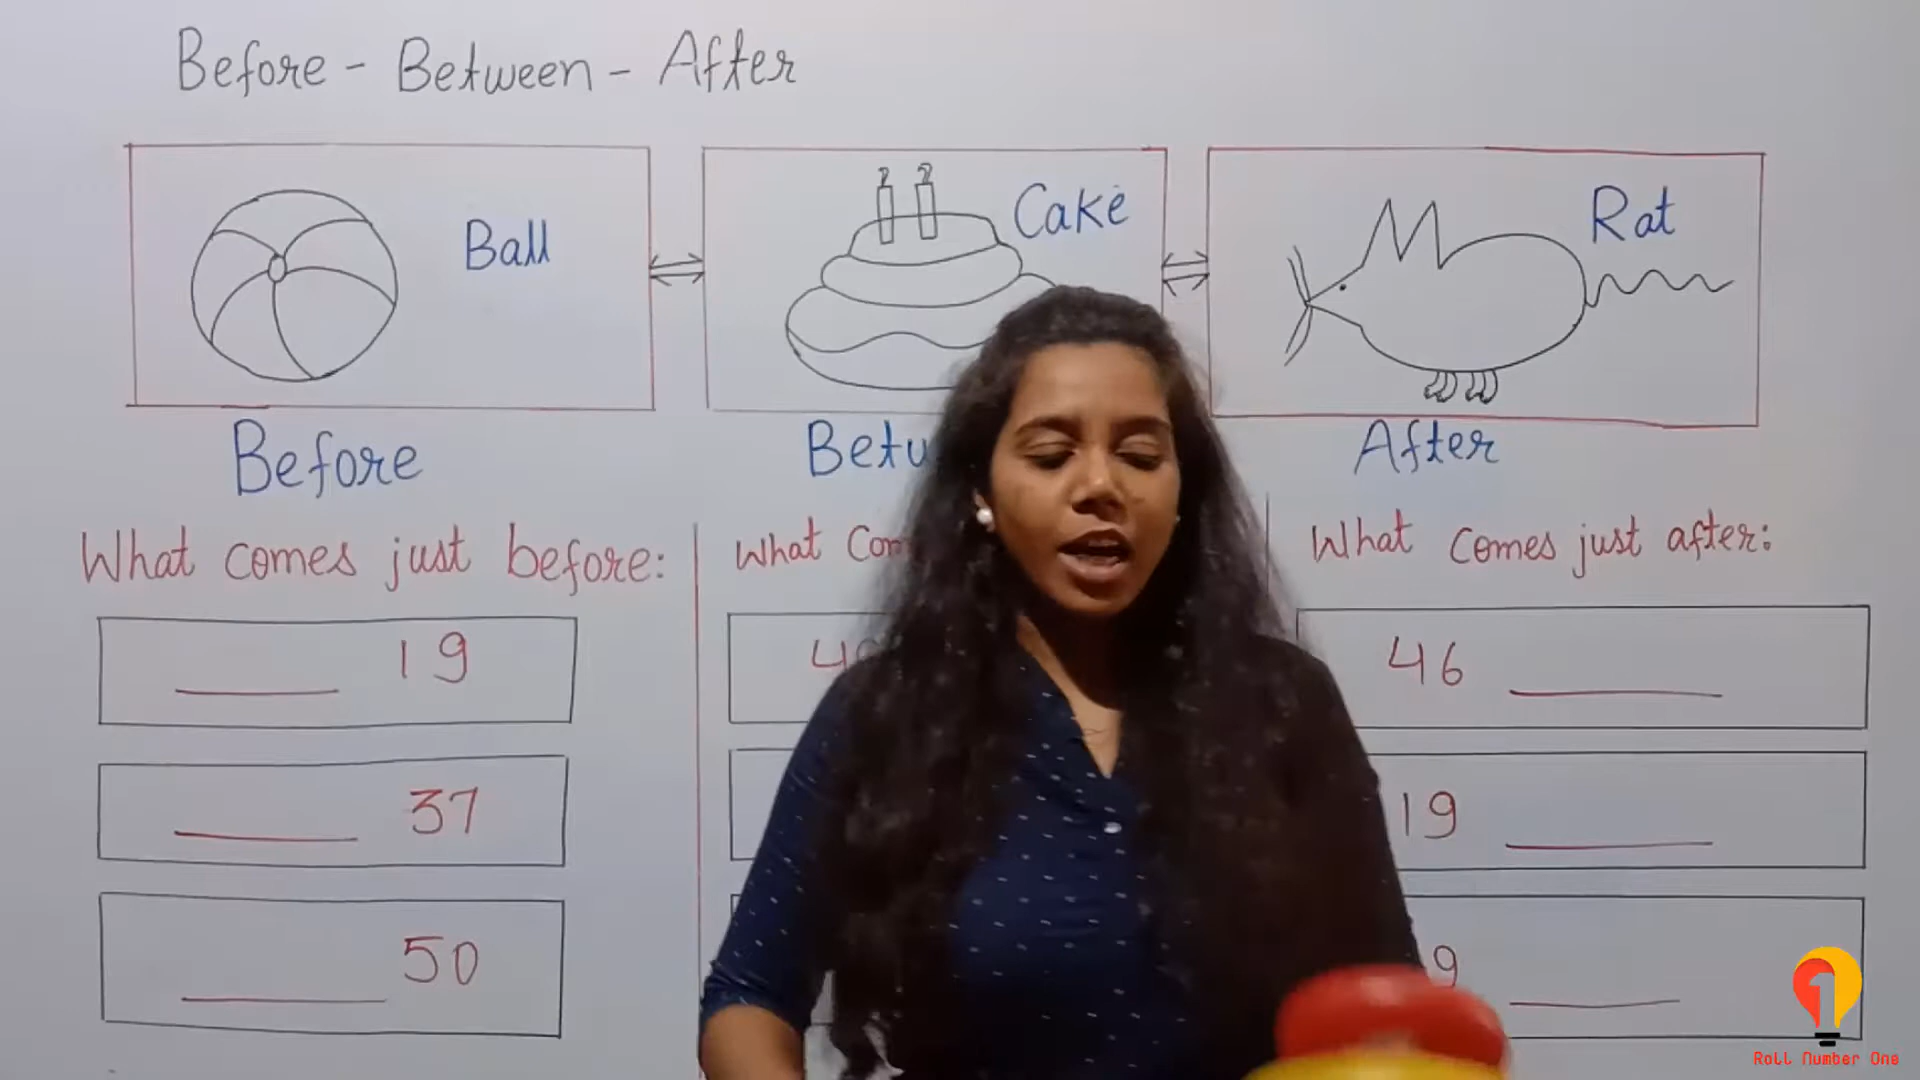 Before - Between - After
Ball
Cake
Rat
Before
After
What comes just before:
What
What comes just after:
19
46
37
19
50
Roll Number One